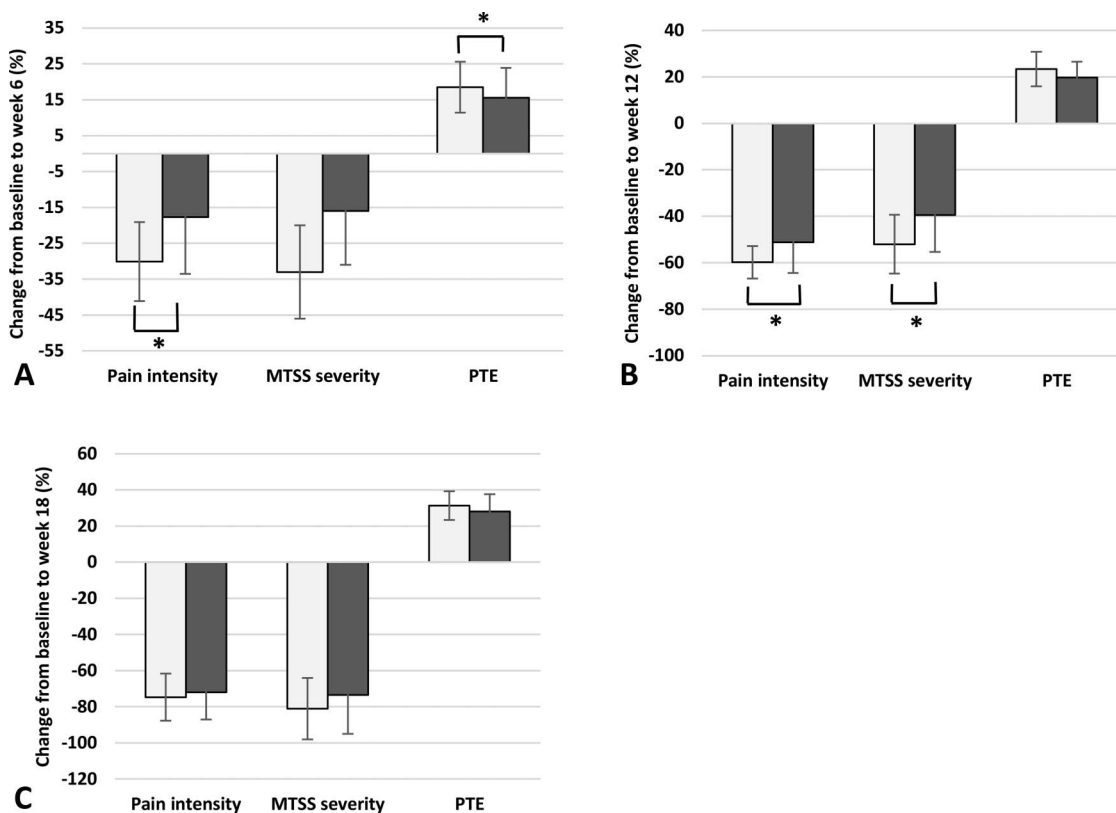 Change from baseline to week 6 (%)
35
25
15
5
-5
-15
-25
-35
-45
-55
*
*
Pain intensity
MTSS severity
PTE
A
Change from baseline to week 12 (%)
40
20
0
-20
-40
-60
-80
-100
*
*
Pain intensity
MTSS severity
PTE
B
Change from baseline to week 18 (%)
60
40
20
0
-20
-40
-60
-80
-100
-120
Pain intensity
MTSS severity
PTE
C